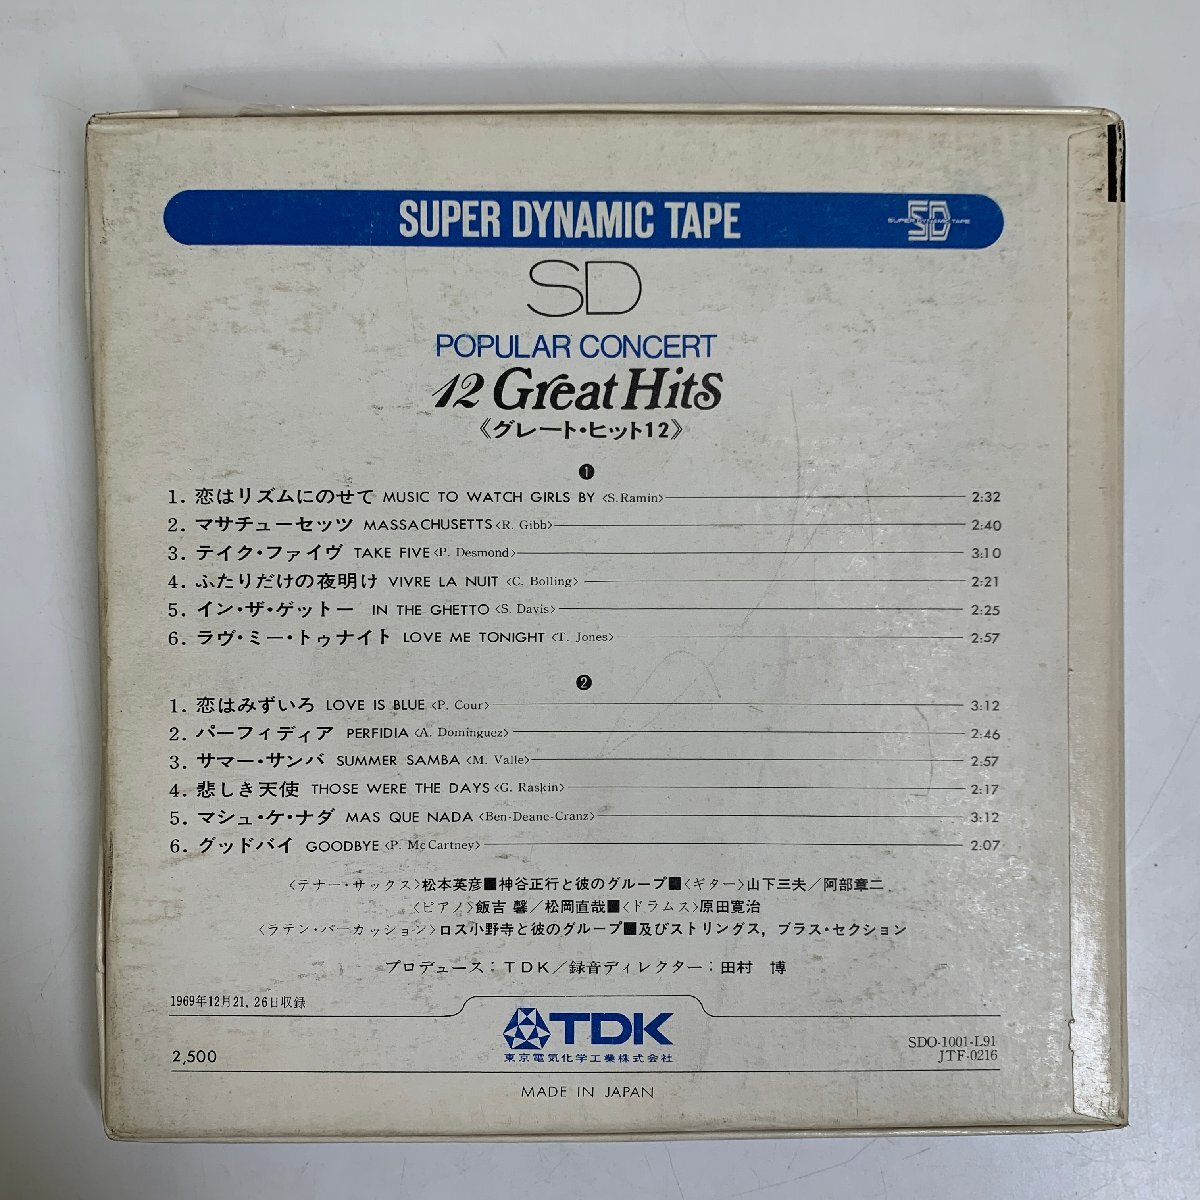 SUPER DYNAMIC TAPE
SD
SUPER DYNAMIC TAPE
SD
POPULAR CONCERT
12 Great Hits
《グレート・ヒット12》
❶
1. 恋はリズムにのせて MUSIC TO WATCH GIRLS BY <S. Ramin> 2:32
2. マサチューセッツ MASSACHUSETTS <R. Gibb> 2:40
3. テイク・ファイヴ TAKE FIVE <P. Desmond> 3:10
4. ふたりだけの夜明け VIVRE LA NUIT <C. Bolling> 2:21
5. イン・ザ・ゲットー IN THE GHETTO <S. Davis> 2:25
6. ラヴ・ミー・トゥナイト LOVE ME TONIGHT <T. Jones> 2:57
❷
1. 恋はみずいろ LOVE IS BLUE <P. Cour> 3:12
2. パーフィディア PERFIDIA <A. Dominguez> 2:46
3. サマー・サンバ SUMMER SAMBA <M. Valle> 2:57
4. 悲しき天使 THOSE WERE THE DAYS <G. Raskin> 2:17
5. マシュ・ケ・ナダ MAS QUE NADA <Ben-Deane-Cranz> 3:12
6. グッドバイ GOODBYE <P. McCartney> 2:07
〈テナー・サックス〉松本英彦■神谷正行と彼のグループ■〈ギター〉山下三夫/阿部章二
〈ピアノ〉飯吉 馨/松岡直哉■〈ドラムス〉原田寛治
〈ラテン・パーカッション〉ロス小野寺と彼のグループ■及びストリングス, ブラス・セクション
プロデュース:TDK/録音ディレクター:田村 博
1969年12月21, 26日収録
TDK
東京電気化学工業株式会社
2,500
SDO-1001-L91
JTF-0216
MADE IN JAPAN